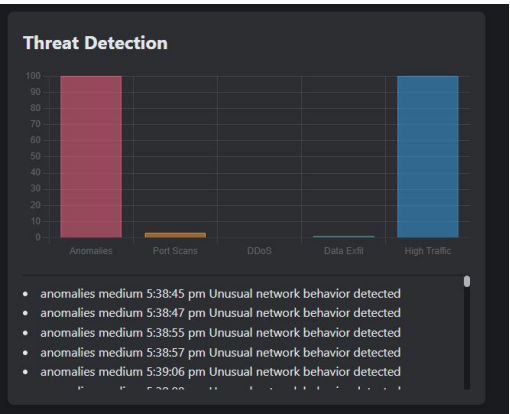 Threat Detection
100
90
80
70
60
50
40
30
20
10
0
Anomalies Port Scans DDoS Data Exfil High Traffic
• anomalies medium 5:38:45 pm Unusual network behavior detected
• anomalies medium 5:38:47 pm Unusual network behavior detected
• anomalies medium 5:38:55 pm Unusual network behavior detected
• anomalies medium 5:38:57 pm Unusual network behavior detected
• anomalies medium 5:39:06 pm Unusual network behavior detected